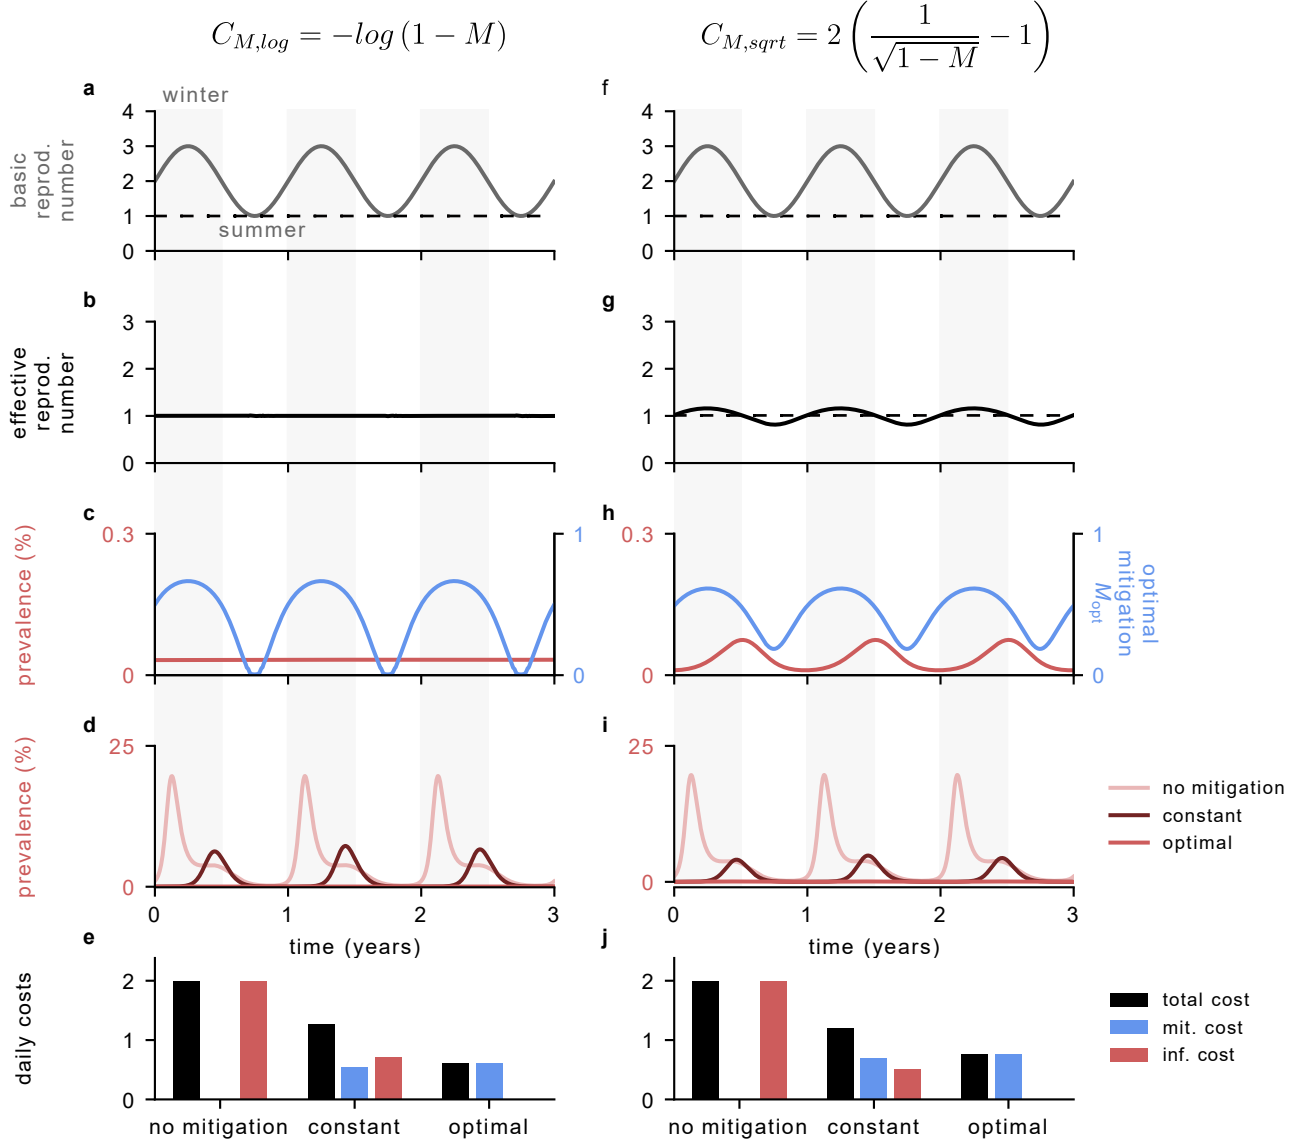 C_{M,log} = −log (1 − M)
C_{M,sqrt} = 2 ( 1 / √(1 − M) − 1 )
a
winter
4
3
2
1
0
basic
reprod.
number
summer
f
4
3
2
1
0
b
3
2
1
0
effective
reprod.
number
g
3
2
1
0
c
0.3
0
prevalence (%)
1
0
h
0.3
0
1
0
optimal
mitigation
M_opt
d
25
0
prevalence (%)
0 1 2 3
time (years)
i
25
0
0 1 2 3
time (years)
no mitigation
constant
optimal
e
2
1
0
daily costs
no mitigation constant optimal
j
2
1
0
no mitigation constant optimal
total cost
mit. cost
inf. cost